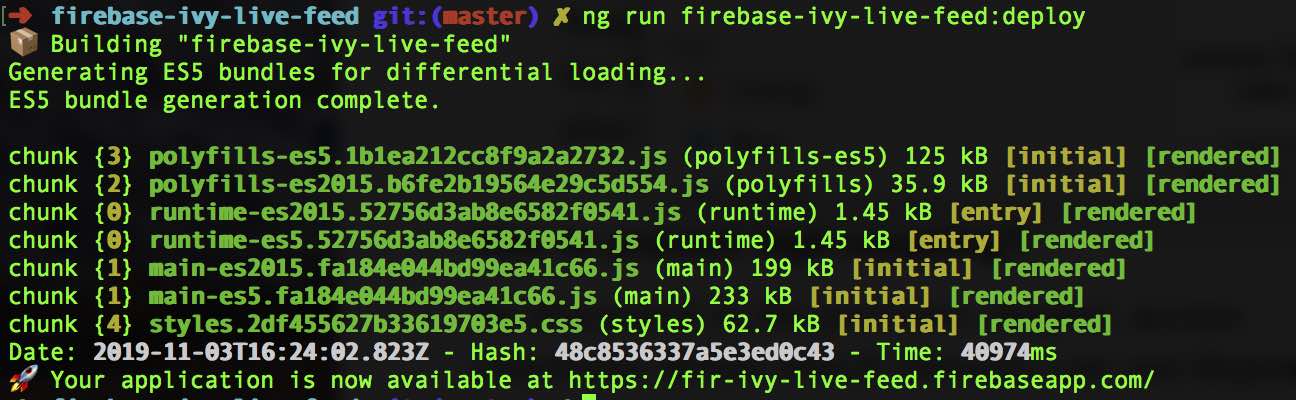 ➜ firebase-ivy-live-feed git:(master) ✗ ng run firebase-ivy-live-feed:deploy
📦 Building "firebase-ivy-live-feed"
Generating ES5 bundles for differential loading...
ES5 bundle generation complete.
chunk {3} polyfills-es5.1b1ea212cc8f9a2a2732.js (polyfills-es5) 125 kB [initial] [rendered]
chunk {2} polyfills-es2015.b6fe2b19564e29c5d554.js (polyfills) 35.9 kB [initial] [rendered]
chunk {0} runtime-es2015.52756d3ab8e6582f0541.js (runtime) 1.45 kB [entry] [rendered]
chunk {0} runtime-es5.52756d3ab8e6582f0541.js (runtime) 1.45 kB [entry] [rendered]
chunk {1} main-es2015.fa184e044bd99ea41c66.js (main) 199 kB [initial] [rendered]
chunk {1} main-es5.fa184e044bd99ea41c66.js (main) 233 kB [initial] [rendered]
chunk {4} styles.2df455627b33619703e5.css (styles) 62.7 kB [initial] [rendered]
Date: 2019-11-03T16:24:02.823Z - Hash: 48c8536337a5e3ed0c43 - Time: 40974ms
🚀 Your application is now available at https://fir-ivy-live-feed.firebaseapp.com/